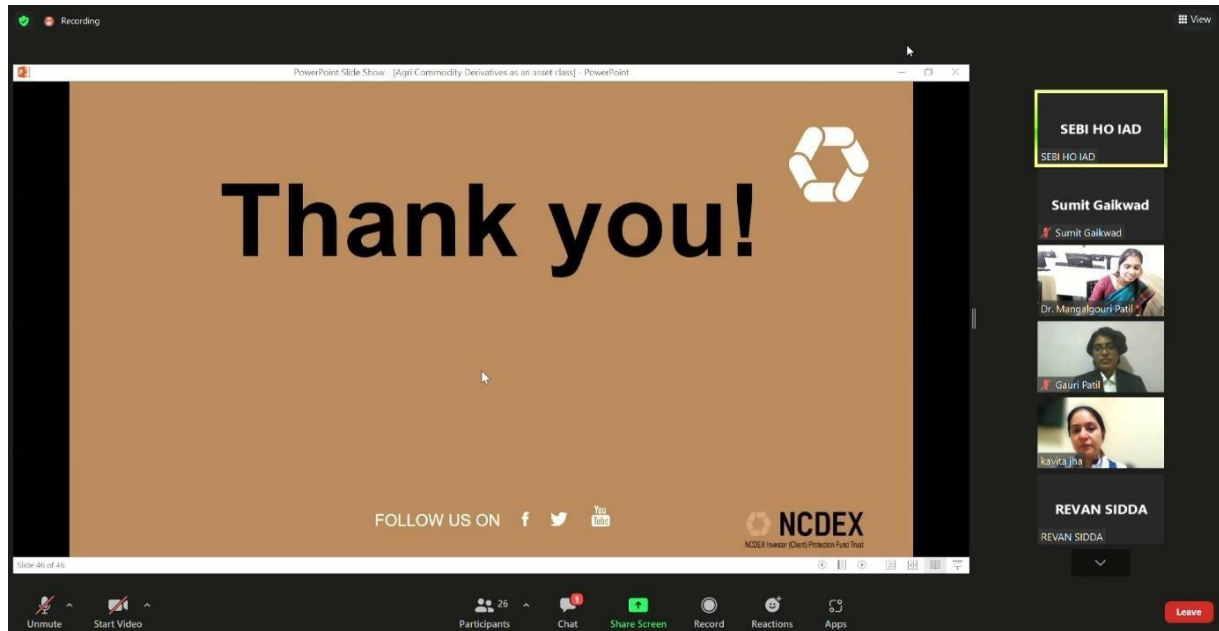 Recording
View
PowerPoint Slide Show - [Agri Commodity Derivatives as an asset class] - PowerPoint
Thank you!
FOLLOW US ON
You
Tube
NCDEX
NCDEX Investor (Client) Protection Fund Trust
Slide 46 of 46
SEBI HO IAD
SEBI HO IAD
Sumit Gaikwad
Sumit Gaikwad
Dr. Mangalgouri Patil
Gauri Patil
kavita jha
REVAN SIDDA
REVAN SIDDA
Unmute
Start Video
26
Participants
1
Chat
Share Screen
Record
Reactions
Apps
Leave